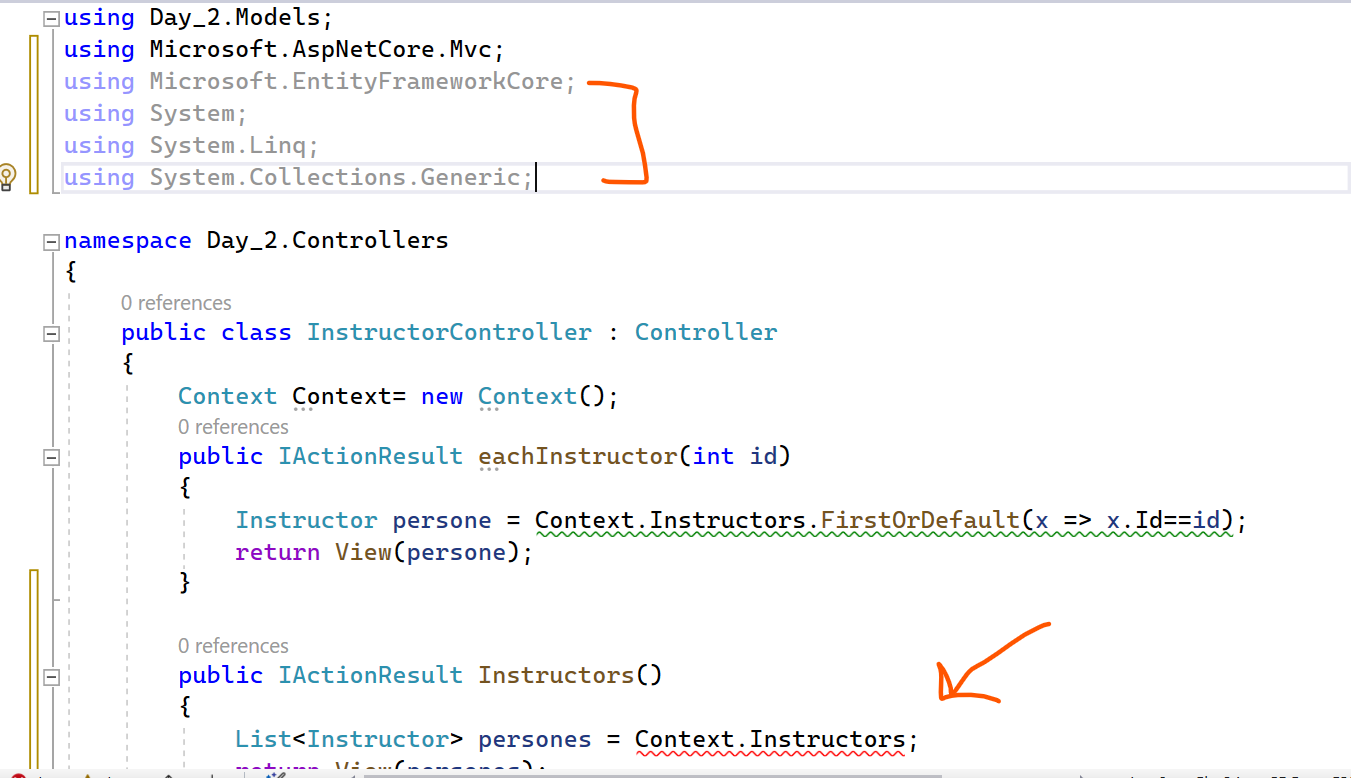 using Day_2.Models;
using Microsoft.AspNetCore.Mvc;
using Microsoft.EntityFrameworkCore;
using System;
using System.Linq;
using System.Collections.Generic;
namespace Day_2.Controllers
{
0 references
public class InstructorController : Controller
{
Context Context= new Context();
0 references
public IActionResult eachInstructor(int id)
{
Instructor persone = Context.Instructors.FirstOrDefault(x => x.Id==id);
return View(persone);
}
0 references
public IActionResult Instructors()
{
List<Instructor> persones = Context.Instructors;
return View(persones);